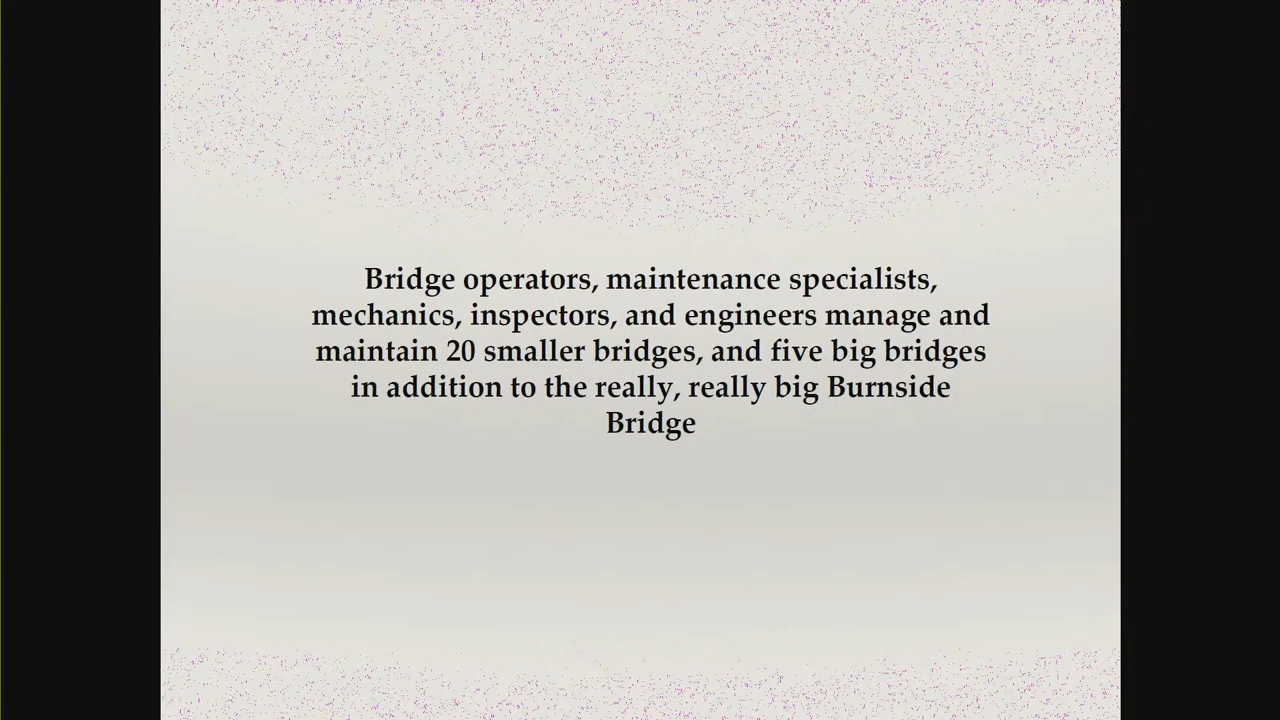 Bridge operators, maintenance specialists,
mechanics, inspectors, and engineers manage and
maintain 20 smaller bridges, and five big bridges
in addition to the really, really big Burnside
Bridge